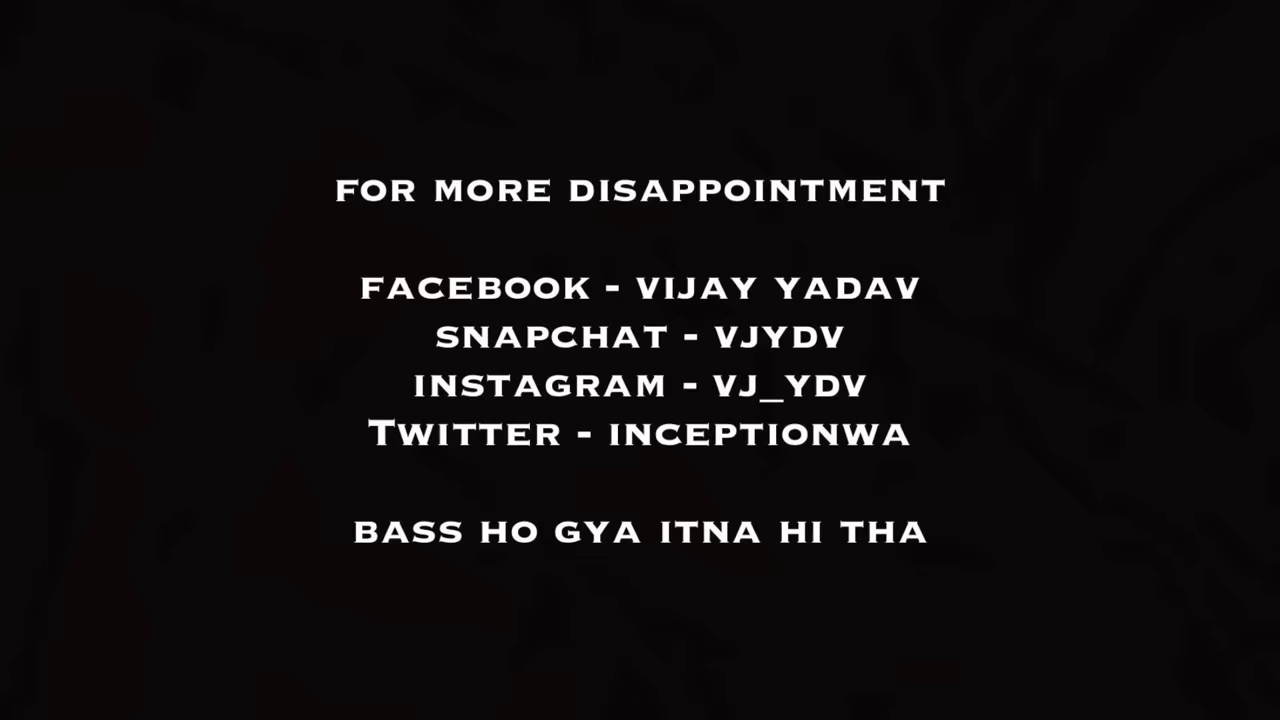 FOR MORE DISAPPOINTMENT
FACEBOOK - VIJAY YADAV
SNAPCHAT - VJYDV
INSTAGRAM - VJ_YDV
TWITTER - INCEPTIONWA
BASS HO GYA ITNA HI THA